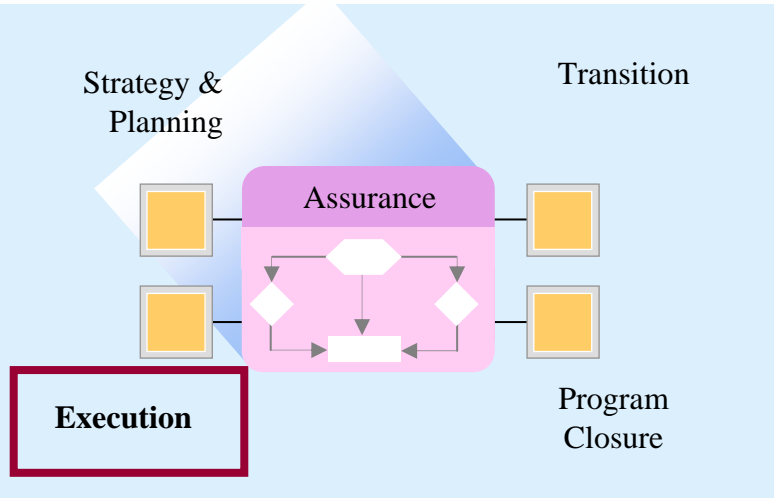 Strategy &
Planning
Transition
Assurance
Execution
Program
Closure